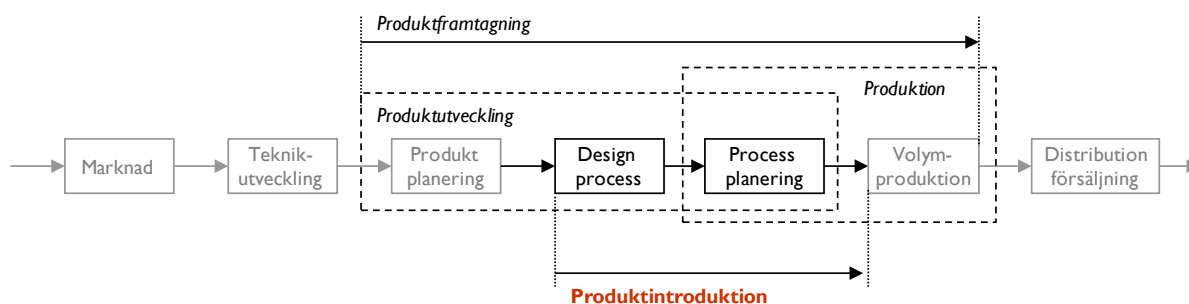 Produktframtagning
Produktion
Produktutveckling
Marknad
Teknik-
utveckling
Produkt
planering
Design
process
Process
planering
Volym-
produktion
Distribution
försäljning
Produktintroduktion